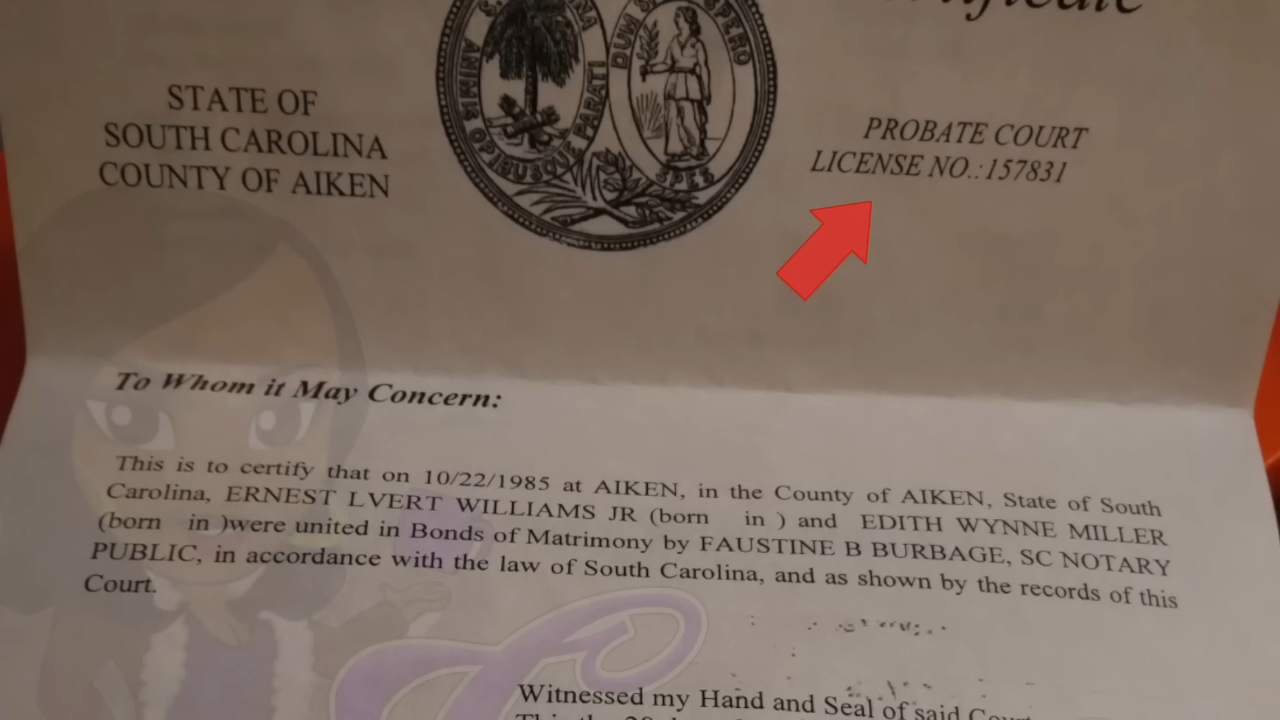 STATE OF
SOUTH CAROLINA
COUNTY OF AIKEN
ANIMIS OPIBUSQUE PARATI
SPES
PROBATE COURT
LICENSE NO.:157831
To Whom it May Concern:
This is to certify that on 10/22/1985 at AIKEN, in the County of AIKEN, State of South
Carolina, ERNEST LVERT WILLIAMS JR (born in ) and EDITH WYNNE MILLER
(born in )were united in Bonds of Matrimony by FAUSTINE B BURBAGE, SC NOTARY
PUBLIC, in accordance with the law of South Carolina, and as shown by the records of this
Court.
Witnessed my Hand and Seal of said